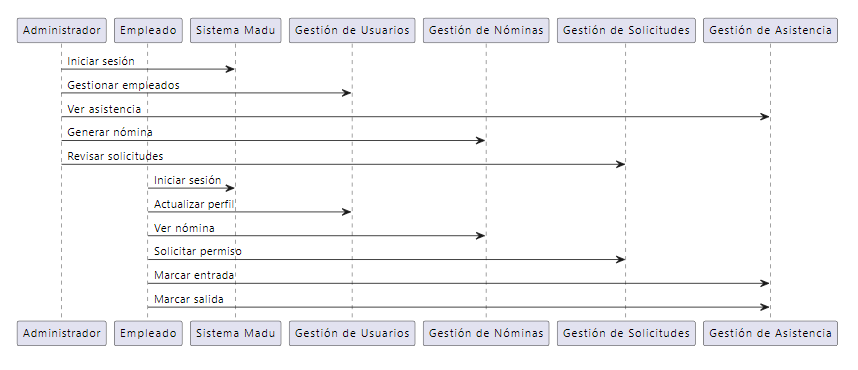 Administrador Empleado Sistema Madu Gestión de Usuarios Gestión de Nóminas Gestión de Solicitudes Gestión de Asistencia
Iniciar sesión
Gestionar empleados
Ver asistencia
Generar nómina
Revisar solicitudes
Iniciar sesión
Actualizar perfil
Ver nómina
Solicitar permiso
Marcar entrada
Marcar salida
Administrador Empleado Sistema Madu Gestión de Usuarios Gestión de Nóminas Gestión de Solicitudes Gestión de Asistencia